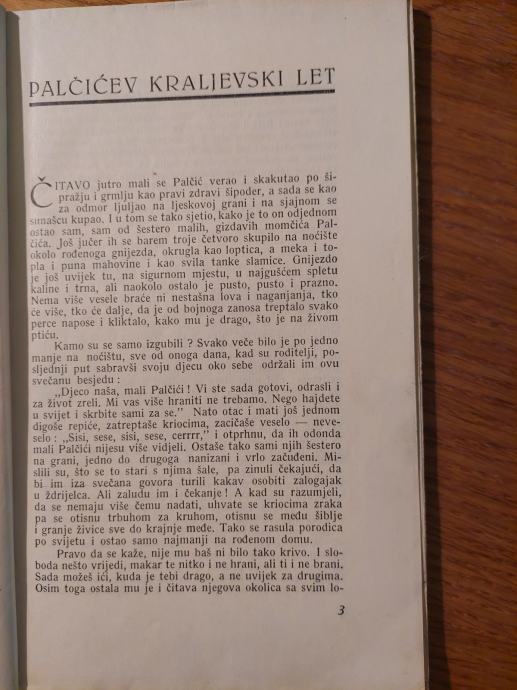 PALČIĆEV KRALJEVSKI LET
ČITAVO jutro mali se Palčić verao i skakutao po ši-
pražju i grmlju kao pravi zdravi šipoder, a sada se kao
za odmor ljuljao na ljeskovoj grani i na sjajnom se
sunašcu kupao. I u tom se tako sjetio, kako je to on odjednom
ostao sam, sam od šestero malih, gizdavih momčića Pal-
čića. Još jučer ih se barem troje četvoro skupilo na noćište
okolo rođenoga gnijezda, okrugla kao loptica, a meka i to-
pla i puna mahovine i kao svila tanke slamice. Gnijezdo
je još uvijek tu, na sigurnom mjestu, u najgušćem spletu
kaline i trna, ali naokolo ostalo je pusto, pusto i prazno.
Nema više vesele braće ni nestašna lova i naganjanja, tko
će više, tko će dalje, da je od bojnoga zanosa treptalo svako
perce napose i kliktalo, kako mu je drago, što je na živom
ptiću.
Kamo su se samo izgubili? Svako veče bilo je po jedno
manje na noćištu, sve od onoga dana, kad su roditelji, po-
sljednji put sabravši svoju djecu oko sebe održali im ovu
svečanu besjedu:
„Djeco naša, mali Palčići! Vi ste sada gotovi, odrasli i
za život zreli. Mi vas više hraniti ne trebamo. Nego hajdete
u svijet i skrbite sami za se.” Nato otac i mati još jednom
digoše repiće, zatreptaše kriocima, zacičaše veselo — neve-
selo: „Sisi, sese, sisi, sese, cerrrr,” i otprhnu, da ih odonda
mali Palčići nijesu više vidjeli. Ostaše tako sami njih šestero
na grani, jedno do drugoga nanizani i vrlo začuđeni. Mi-
slili su, što se to stari s njima šale, pa zinuli čekajući, da
bi im iza svečana govora turili kakav osobiti zalogajak
u ždrijelca. Ali zaludu im i čekanje! A kad su razumjeli,
da se nemaju više čemu nadati, uhvate se kriocima zraka
pa se otisnu trbuhom za kruhom, otisnu se među šiblje
i granje živice sve do krajnje međe. Tako se rasula porodica
po svijetu i ostao samo najmanji na rođenom domu.
Pravo da se kaže, nije mu baš ni bilo tako krivo. I slo-
boda nešto vrijedi, makar te nitko i ne hrani, ali ti i ne brani.
Sada možeš ići, kuda je tebi drago, a ne uvijek za drugima.
Osim toga ostala mu je i čitava njegova okolica sa svim lo-
3